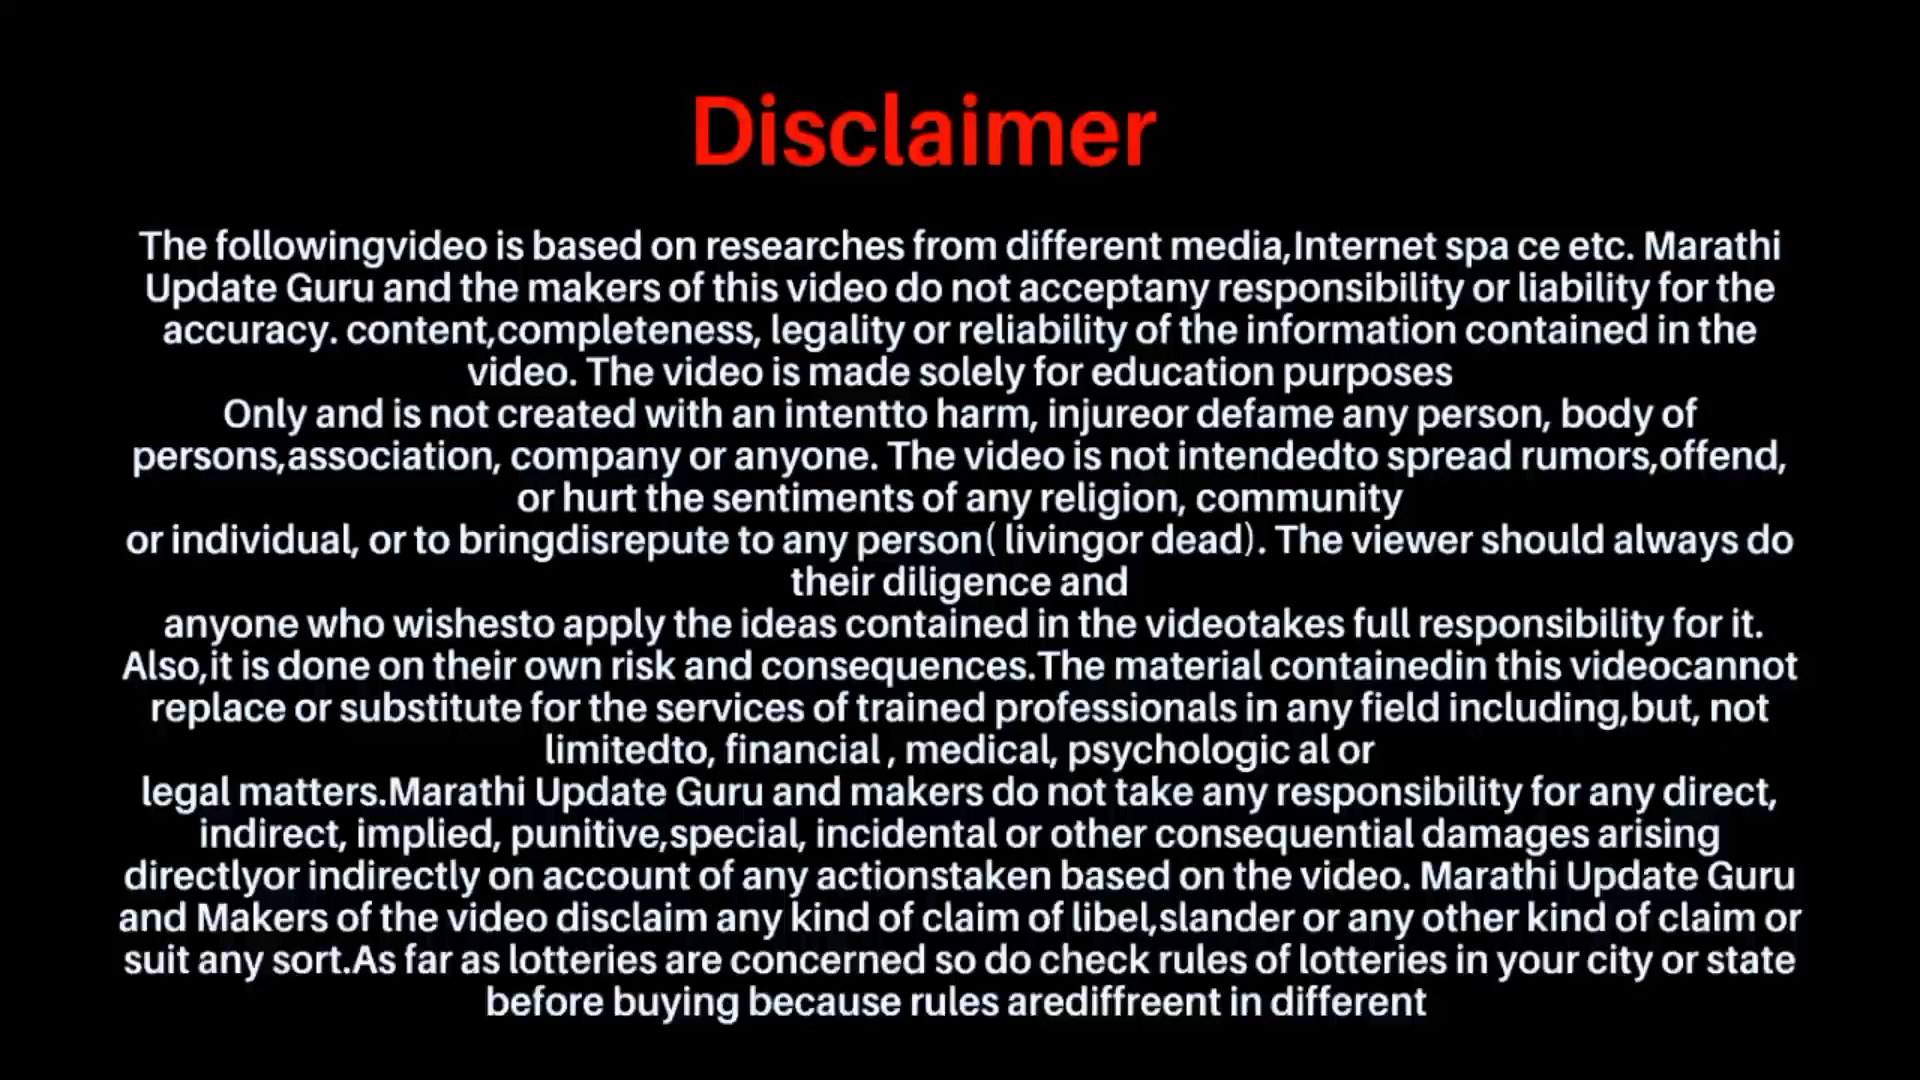 Disclaimer
The followingvideo is based on researches from different media,Internet spa ce etc. Marathi
Update Guru and the makers of this video do not acceptany responsibility or liability for the
accuracy. content,completeness, legality or reliability of the information contained in the
video. The video is made solely for education purposes
Only and is not created with an intentto harm, injureor defame any person, body of
persons,association, company or anyone. The video is not intendedto spread rumors,offend,
or hurt the sentiments of any religion, community
or individual, or to bringdisrepute to any person( livingor dead). The viewer should always do
their diligence and
anyone who wishesto apply the ideas contained in the videotakes full responsibility for it.
Also,it is done on their own risk and consequences.The material containedin this videocannot
replace or substitute for the services of trained professionals in any field including,but, not
limitedto, financial , medical, psychologic al or
legal matters.Marathi Update Guru and makers do not take any responsibility for any direct,
indirect, implied, punitive,special, incidental or other consequential damages arising
directlyor indirectly on account of any actionstaken based on the video. Marathi Update Guru
and Makers of the video disclaim any kind of claim of libel,slander or any other kind of claim or
suit any sort.As far as lotteries are concerned so do check rules of lotteries in your city or state
before buying because rules arediffreent in different